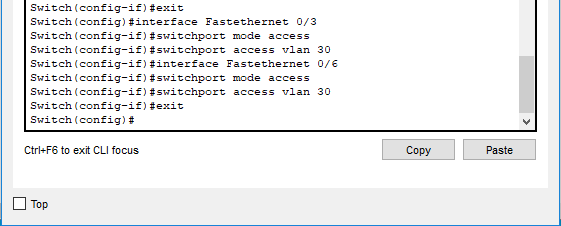 Switch(config-if)#exit
Switch(config)#interface Fastethernet 0/3
Switch(config-if)#switchport mode access
Switch(config-if)#switchport access vlan 30
Switch(config-if)#interface Fastethernet 0/6
Switch(config-if)#switchport mode access
Switch(config-if)#switchport access vlan 30
Switch(config-if)#exit
Switch(config)#
Ctrl+F6 to exit CLI focus
Copy
Paste
Top